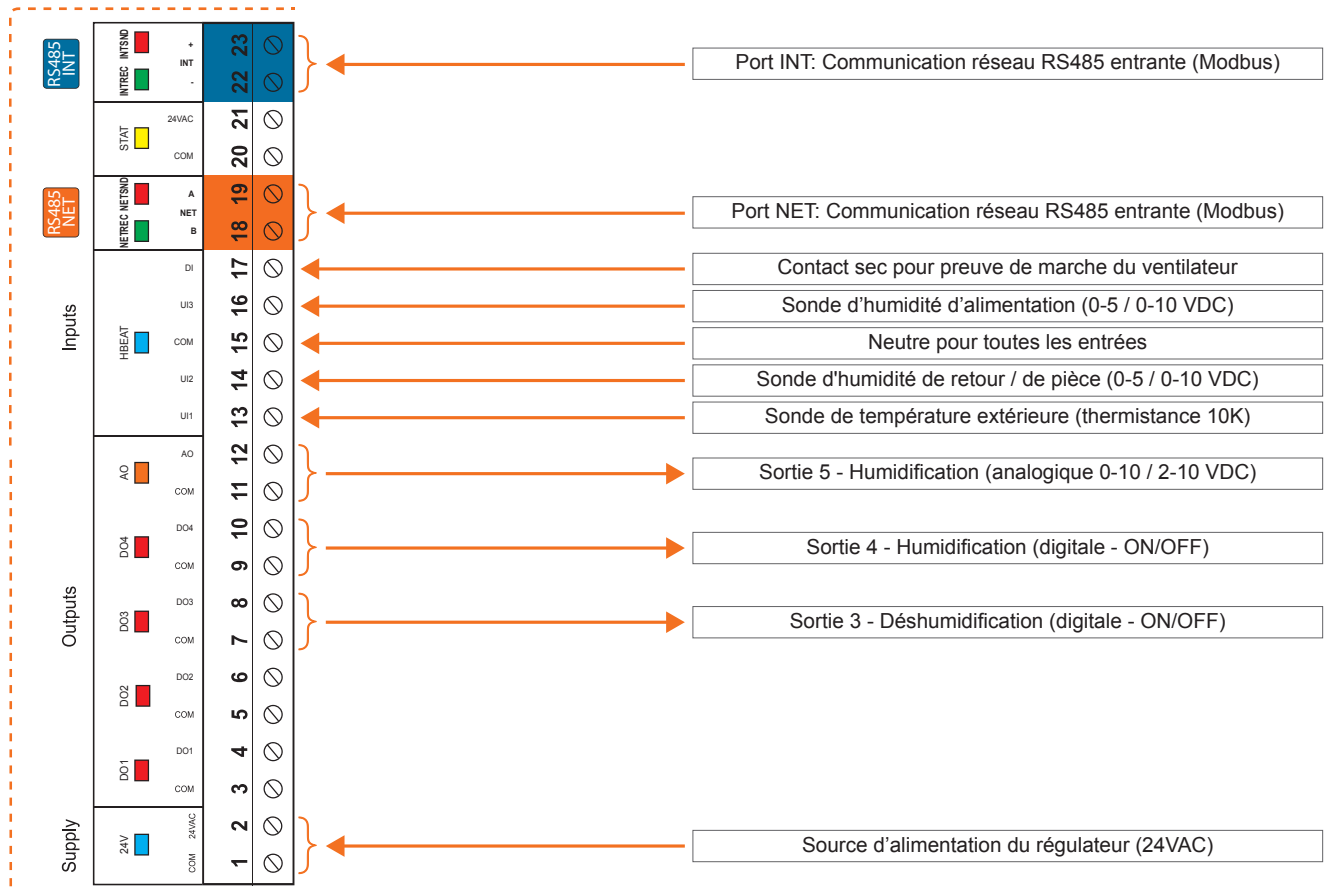 RS485
INT
INTREC INTSND
+
INT
-
23
22
Port INT: Communication réseau RS485 entrante (Modbus)
STAT
24VAC
COM
21
20
RS485
NET
NETREC NETSND
A
NET
B
19
18
Port NET: Communication réseau RS485 entrante (Modbus)
Inputs
HBEAT
DI
17
Contact sec pour preuve de marche du ventilateur
UI3
16
Sonde d’humidité d’alimentation (0-5 / 0-10 VDC)
COM
15
Neutre pour toutes les entrées
UI2
14
Sonde d'humidité de retour / de pièce (0-5 / 0-10 VDC)
UI1
13
Sonde de température extérieure (thermistance 10K)
Outputs
AO
AO
COM
12
11
Sortie 5 - Humidification (analogique 0-10 / 2-10 VDC)
DO4
DO4
COM
10
9
Sortie 4 - Humidification (digitale - ON/OFF)
DO3
DO3
COM
8
7
Sortie 3 - Déshumidification (digitale - ON/OFF)
DO2
DO2
COM
6
5
DO1
DO1
COM
4
3
Supply
24V
COM 24VAC
2
1
Source d’alimentation du régulateur (24VAC)